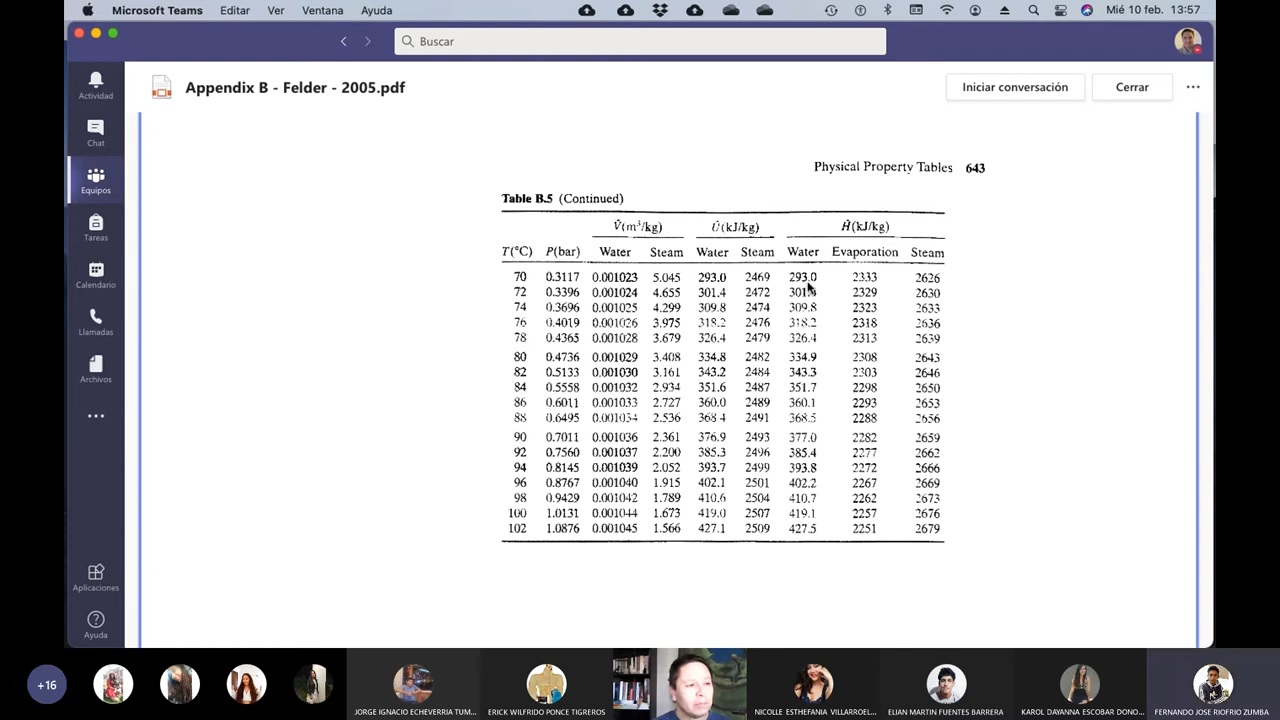 Microsoft Teams Editar Ver Ventana Ayuda Mié 10 feb. 13:57
Buscar
Actividad
Chat
Equipos
Tareas
Calendario
Llamadas
Archivos
Aplicaciones
Ayuda
Appendix B - Felder - 2005.pdf Iniciar conversación Cerrar
Physical Property Tables 643
Table B.5 (Continued)
V̂(m³/kg) Û(kJ/kg) Ĥ(kJ/kg)
T(°C) P(bar) Water Steam Water Steam Water Evaporation Steam
70 0.3117 0.001023 5.045 293.0 2469 293.0 2333 2626
72 0.3396 0.001024 4.655 301.4 2472 2329 2630
74 0.3696 0.001025 4.299 309.8 2474 309.8 2323 2633
76 0.4019 0.001026 3.975 318.2 2476 318.2 2318 2636
78 0.4365 0.001028 3.679 326.4 2479 326.4 2313 2639
80 0.4736 0.001029 3.408 334.8 2482 334.9 2308 2643
82 0.5133 0.001030 3.161 343.2 2484 343.3 2303 2646
84 0.5558 0.001032 2.934 351.6 2487 351.7 2298 2650
86 0.6011 0.001033 2.727 360.0 2489 360.1 2293 2653
88 0.6495 0.001034 2.536 368.4 2491 368.5 2288 2656
90 0.7011 0.001036 2.361 376.9 2493 377.0 2282 2659
92 0.7560 0.001037 2.200 385.3 2496 385.4 2277 2662
94 0.8145 0.001039 2.052 393.7 2499 393.8 2272 2666
96 0.8767 0.001040 1.915 402.1 2501 402.2 2267 2669
98 0.9429 0.001042 1.789 410.6 2504 410.7 2262 2673
100 1.0131 0.001044 1.673 419.0 2507 419.1 2257 2676
102 1.0876 0.001045 1.566 427.1 2509 427.5 2251 2679
+16
JORGE IGNACIO ECHEVERRIA TUM... ERICK WILFRIDO PONCE TIGREROS NICOLLE ESTHEFANIA VILLARROEL... ELIAN MARTIN FUENTES BARRERA KAROL DAYANNA ESCOBAR DONO... FERNANDO JOSE RIOFRIO ZUMBA